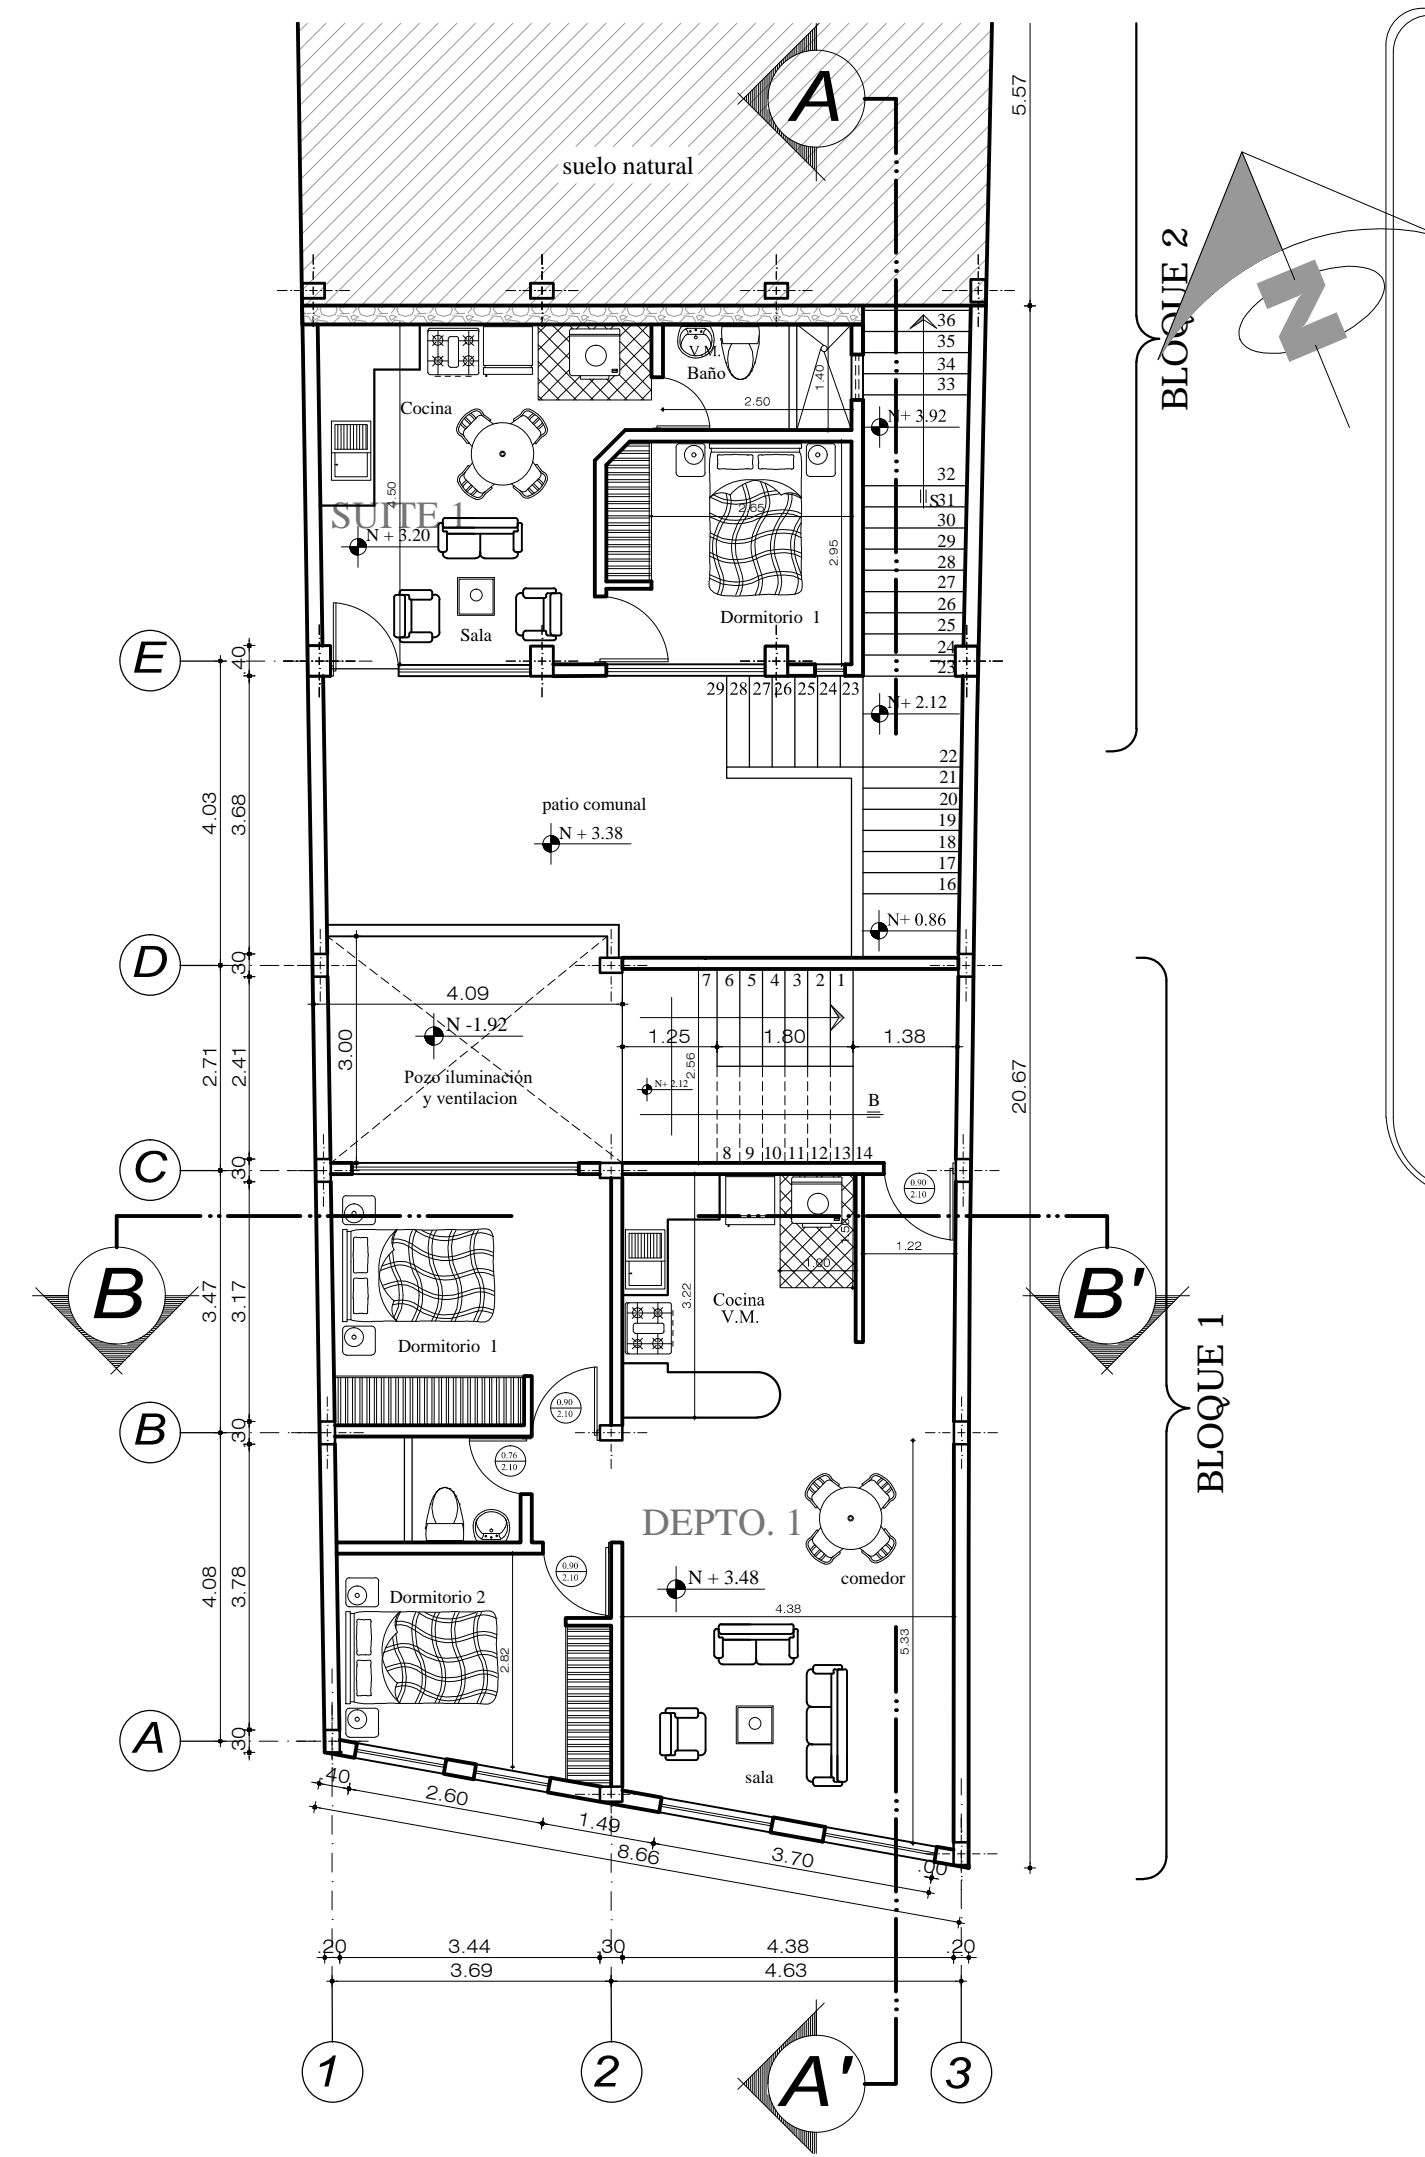 A
5.57
suelo natural
BLOQUE 2
N
36
35
34
33
V.M.
Baño
1.40
Cocina
2.50
N+ 3.92
32
S
31
30
29
28
27
26
25
24
23
4.50
SUITE 1
N + 3.20
2.65
2.95
Dormitorio 1
Sala
E
.40
29 28 27 26 25 24 23
N+ 2.12
22
21
20
19
18
17
16
4.03
3.68
patio comunal
N + 3.38
N+ 0.86
D
.30
7 6 5 4 3 2 1
4.09
N -1.92
1.25
1.80
1.38
3.00
2.71
2.41
2.56
20.67
Pozo iluminación
y ventilacion
N+ 2.12
B
8 9 10 11 12 13 14
C
.30
0.90
2.10
1.50
1.22
1.00
B
B'
3.47
3.17
3.22
Cocina
V.M.
Dormitorio 1
BLOQUE 1
0.90
2.10
B
.30
0.76
2.10
DEPTO. 1
0.90
2.10
N + 3.48
comedor
4.08
3.78
Dormitorio 2
4.38
2.82
5.33
A
.30
sala
.40
2.60
1.49
8.66
3.70
.00
.20
3.44
.30
4.38
.20
3.69
4.63
1
2
A'
3